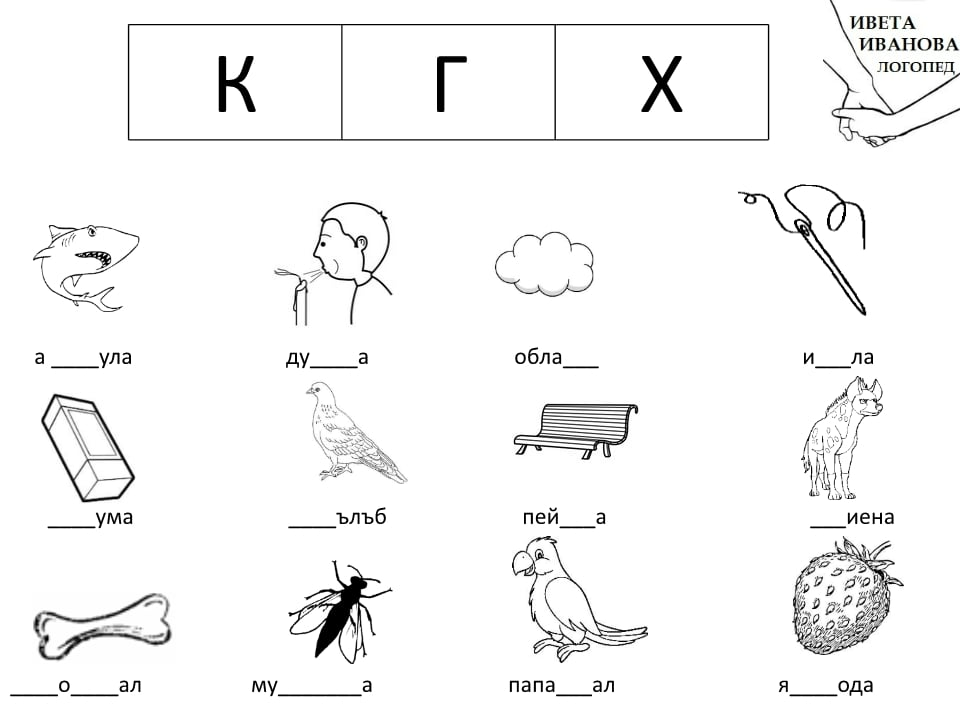 К Г Х
ИВЕТА
ИВАНОВА
ЛОГОПЕД
а ____ула ду____а обла___ и___ла
____ума ____ълъб пей___а ___иена
____о____ал му_______а папа___ал я____ода